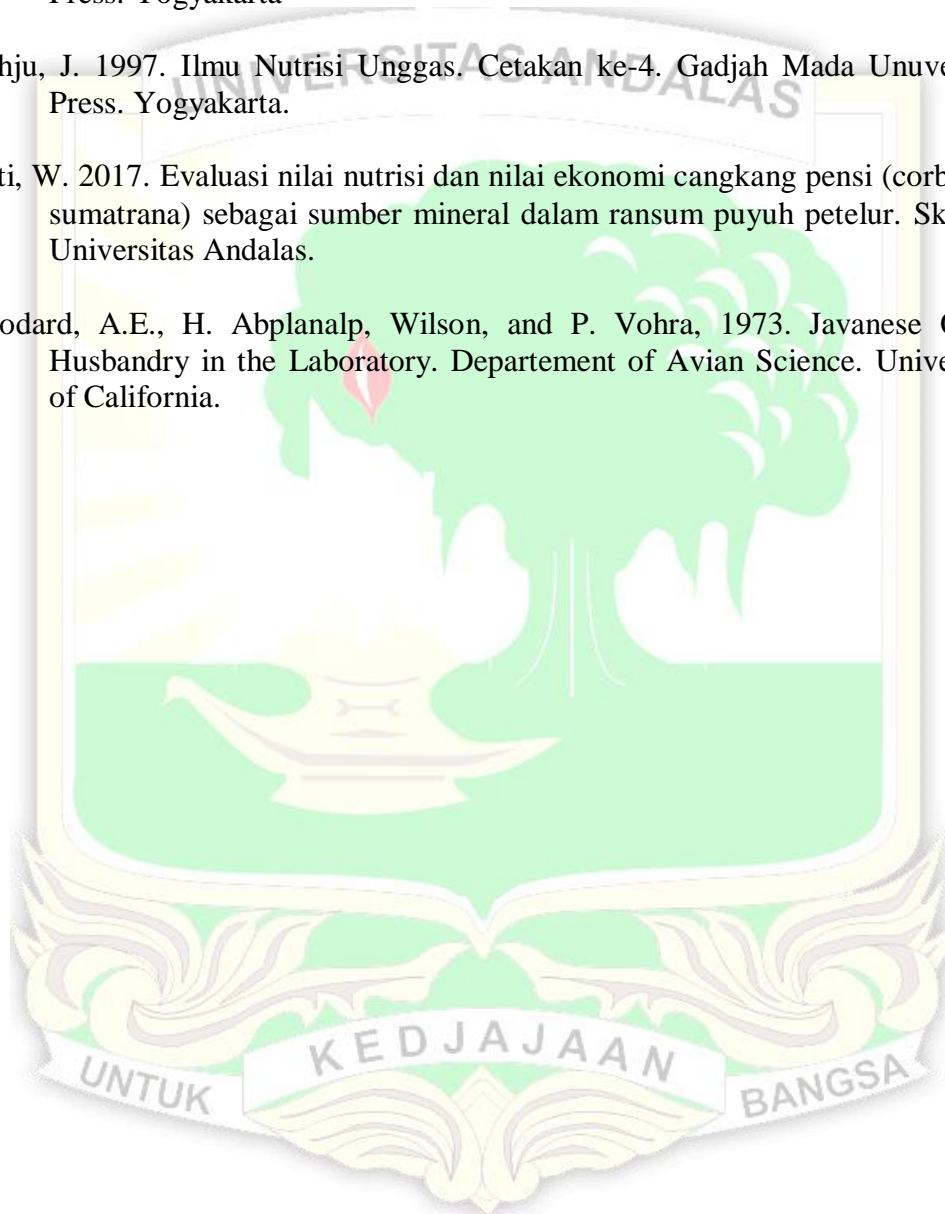 Press. Yogyakarta
hju, J. 1997. Ilmu Nutrisi Unggas. Cetakan ke-4. Gadjah Mada Unuve
Press. Yogyakarta.
ti, W. 2017. Evaluasi nilai nutrisi dan nilai ekonomi cangkang pensi (corb
sumatrana) sebagai sumber mineral dalam ransum puyuh petelur. Sk
Universitas Andalas.
odard, A.E., H. Abplanalp, Wilson, and P. Vohra, 1973. Javanese
Husbandry in the Laboratory. Departement of Avian Science. Unive
of California.
UNIVERSITAS ANDALAS
UNTUK KEDJAJAAN BANGSA